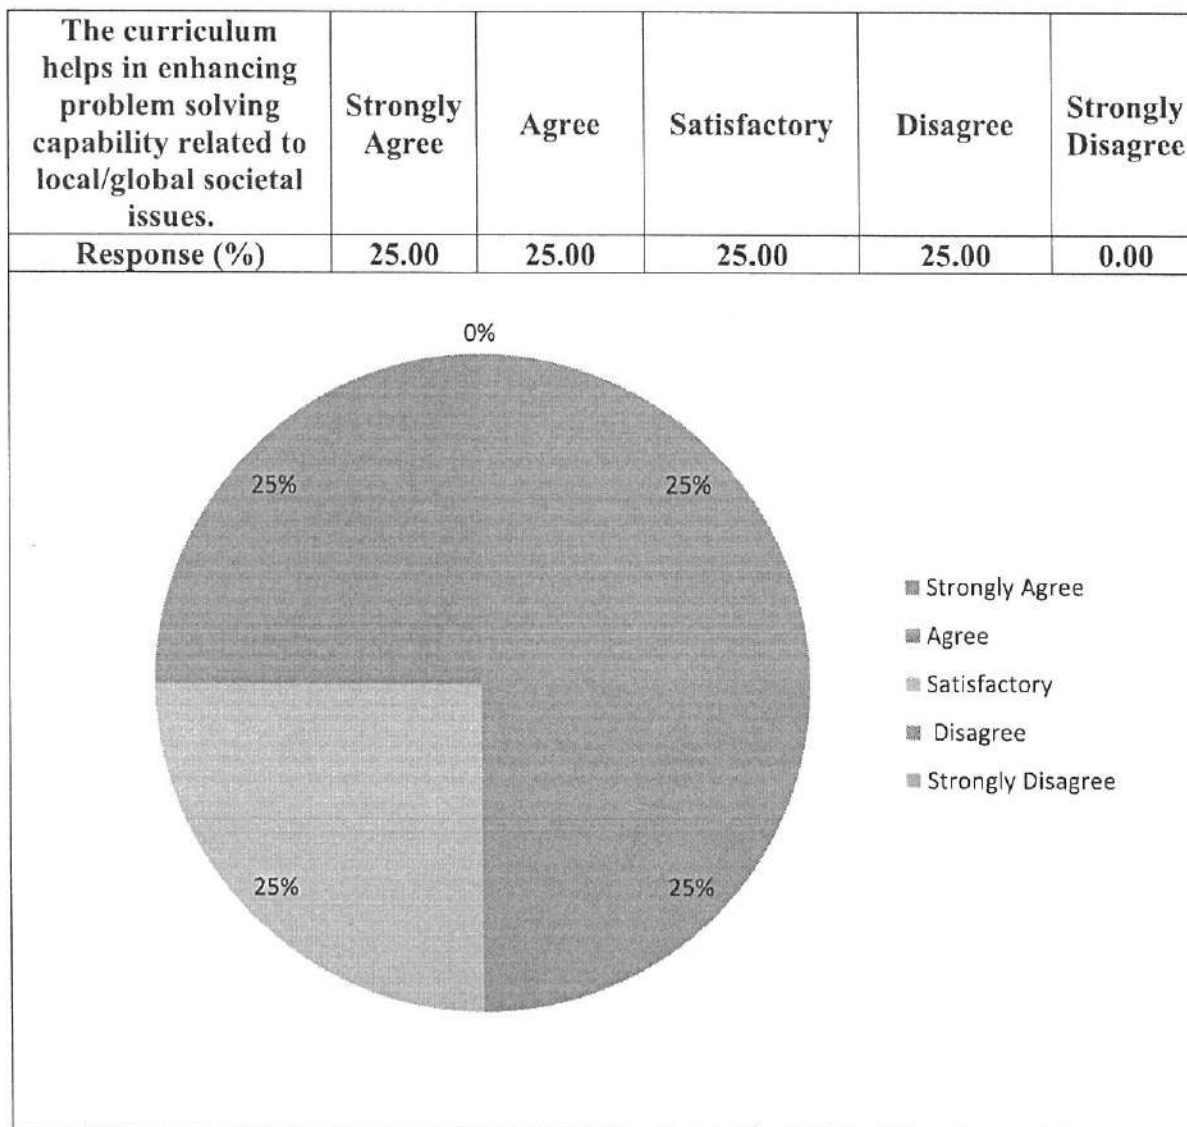 The curriculum
helps in enhancing
problem solving
capability related to
local/global societal
issues.
Strongly
Agree
Agree
Satisfactory
Disagree
Strongly
Disagree
Response (%) 25.00 25.00 25.00 25.00 0.00
0%
25% 25%
Strongly Agree
Agree
Satisfactory
Disagree
Strongly Disagree
25% 25%